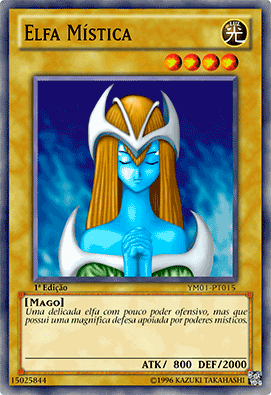 ELFA MÍSTICA
LUZ
光
1ª Edição
YM01-PT015
[MAGO]
Uma delicada elfa com pouco poder ofensivo, mas que
possui uma magnífica defesa apoiada por poderes místicos.
ATK/ 800 DEF/2000
15025844
©1996 KAZUKI TAKAHASHI